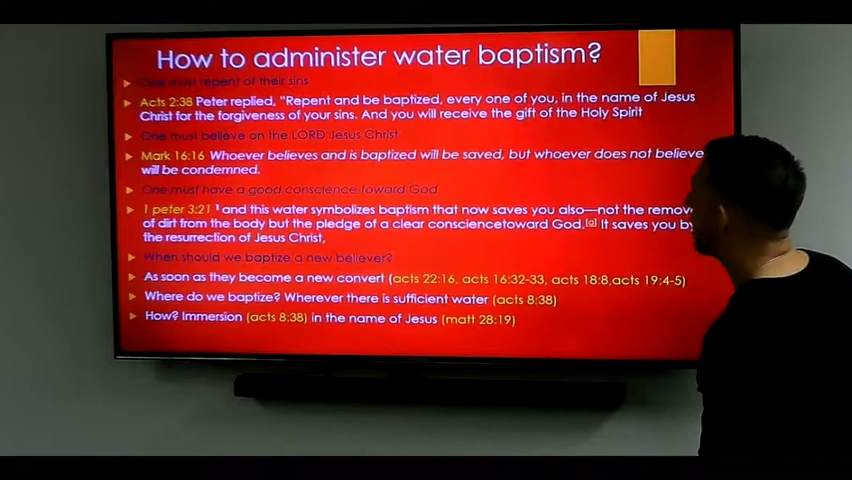 How to administer water baptism?
One must repent of their sins
Acts 2:38 Peter replied, “Repent and be baptized, every one of you, in the name of Jesus
Christ for the forgiveness of your sins. And you will receive the gift of the Holy Spirit
One must believe on the LORD Jesus Christ
Mark 16:16 Whoever believes and is baptized will be saved, but whoever does not believe
will be condemned.
One must have a good conscience toward God
1 peter 3:21 and this water symbolizes baptism that now saves you also—not the
of dirt from the body but the pledge of a clear consciencetoward God.[a] It saves you by
the resurrection of Jesus Christ,
When should we baptize a new believer?
As soon as they become a new convert (acts 22:16, acts 16:32-33, acts 18:8,acts 19:4-5)
Where do we baptize? Wherever there is sufficient water (acts 8:38)
How? Immersion (acts 8:38) in the name of Jesus (matt 28:19)